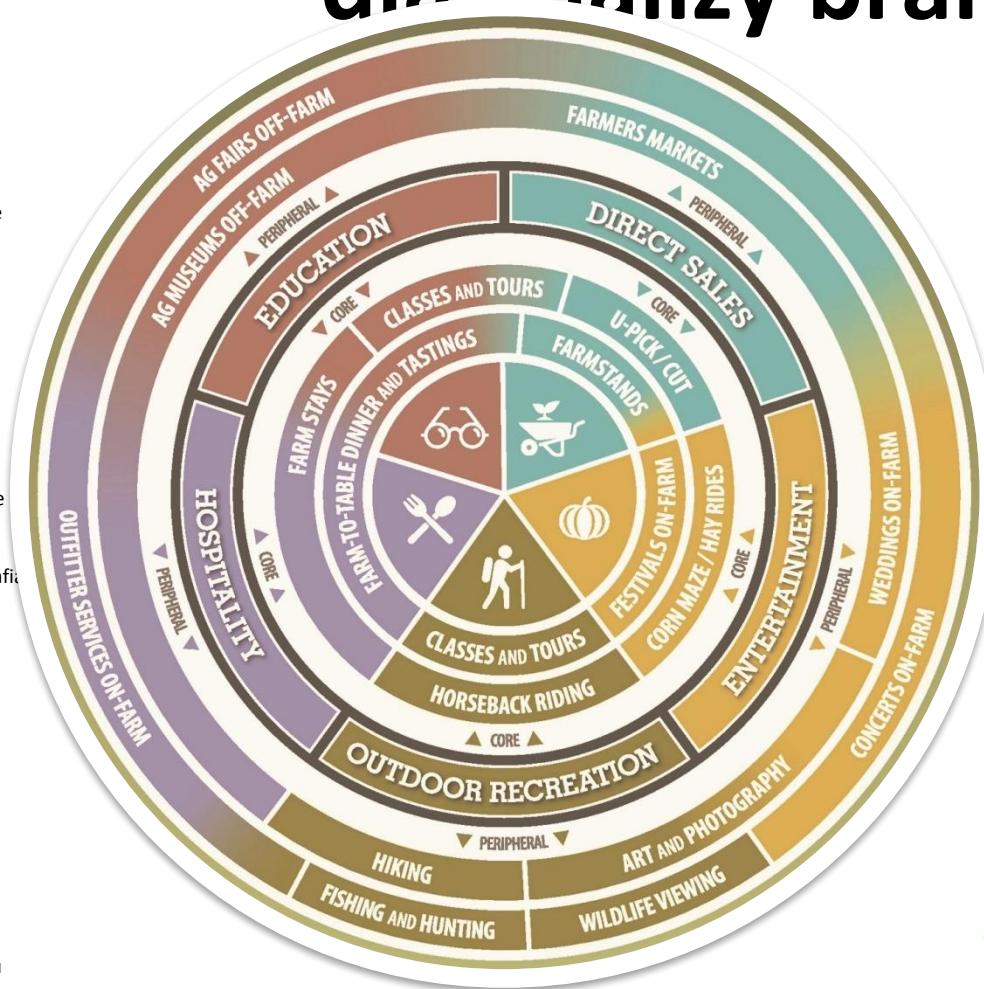 AG FAIRS OFF-FARM
FARMERS MARKETS
AG MUSEUMS OFF-FARM
PERIPHERAL
PERIPHERAL
EDUCATION
DIRECT SALES
CORE
CORE
CLASSES AND TOURS
U-PICK / CUT
FARM-TO-TABLE DINNER AND TASTINGS
FARMSTANDS
FARM STAYS
HOSPITALITY
CORE
PERIPHERAL
OUTFITTER SERVICES ON-FARM
FESTIVALS ON-FARM
CORN MAZE / HAY RIDES
CORE
ENTERTAINMENT
PERIPHERAL
WEDDINGS ON-FARM
CONCERTS ON-FARM
CLASSES AND TOURS
HORSEBACK RIDING
CORE
OUTDOOR RECREATION
PERIPHERAL
HIKING
ART AND PHOTOGRAPHY
FISHING AND HUNTING
WILDLIFE VIEWING